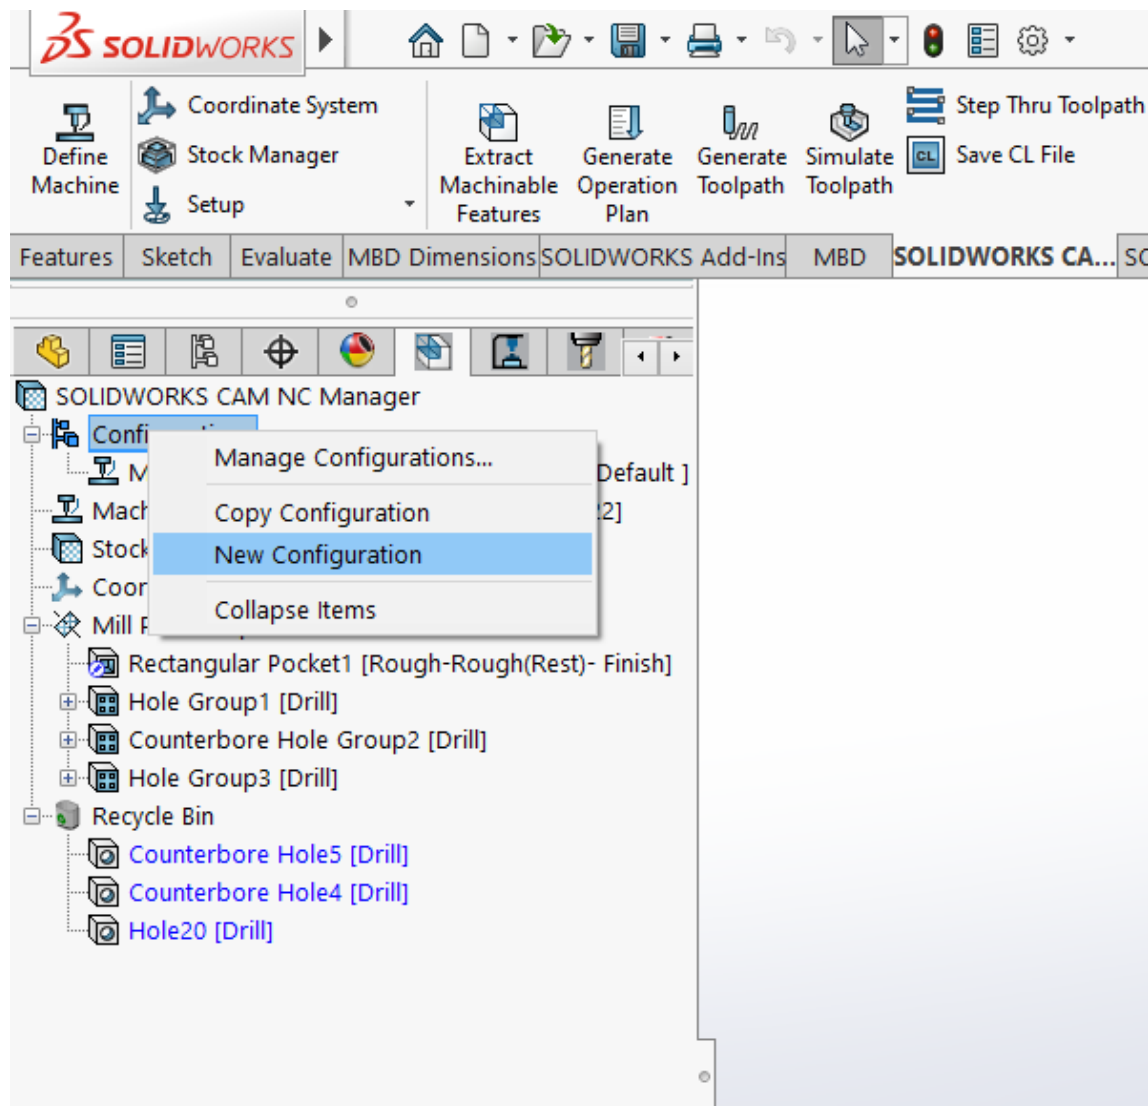 SOLIDWORKS
Define Machine
Coordinate System
Stock Manager
Setup
Extract Machinable Features
Generate Operation Plan
Generate Toolpath
Simulate Toolpath
Step Thru Toolpath
CL Save CL File
Features Sketch Evaluate MBD Dimensions SOLIDWORKS Add-Ins MBD SOLIDWORKS CA...
SOLIDWORKS CAM NC Manager
Manage Configurations...
Default ]
Copy Configuration
2]
New Configuration
Collapse Items
Mill
Rectangular Pocket1 [Rough-Rough(Rest)- Finish]
Hole Group1 [Drill]
Counterbore Hole Group2 [Drill]
Hole Group3 [Drill]
Recycle Bin
Counterbore Hole5 [Drill]
Counterbore Hole4 [Drill]
Hole20 [Drill]